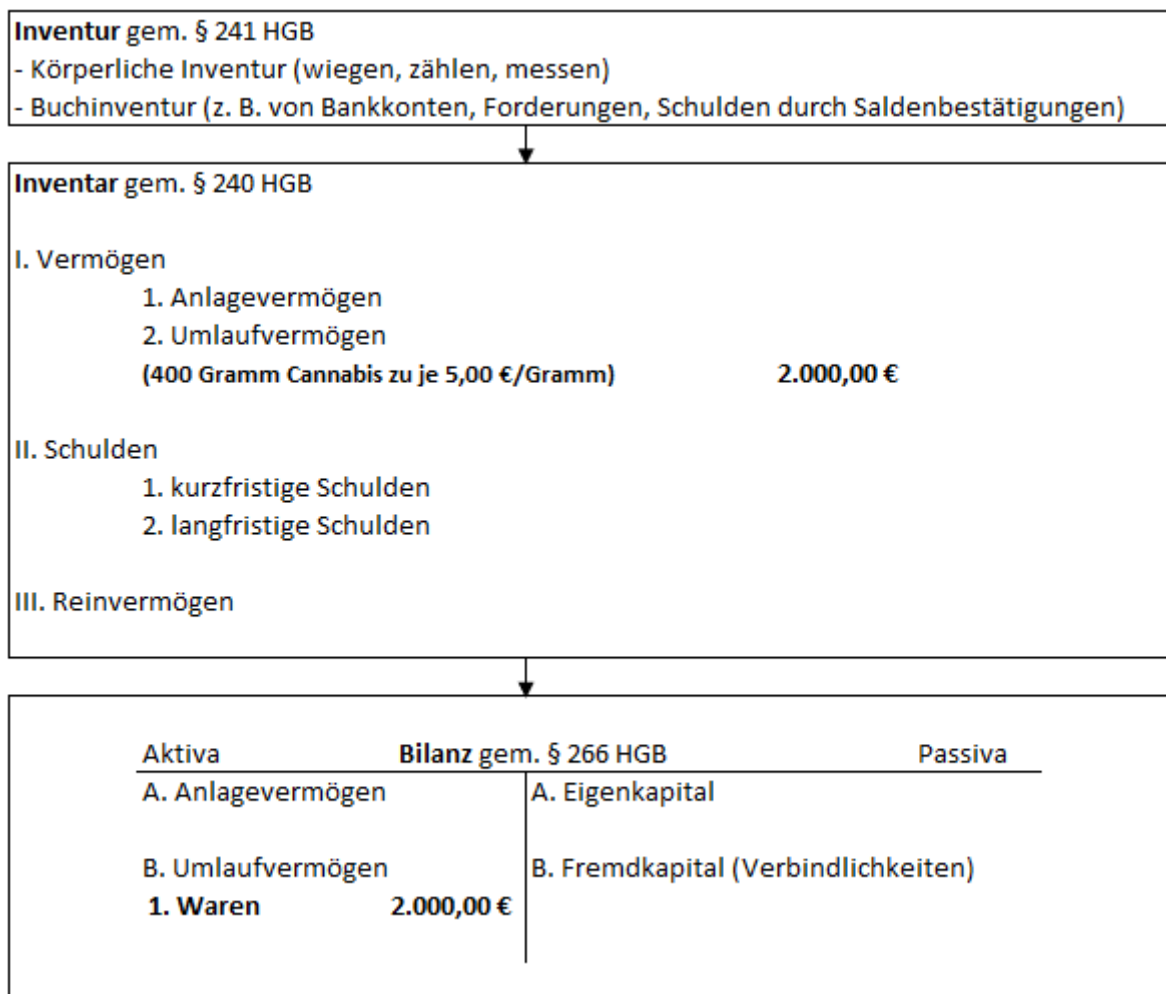 Inventur gem. § 241 HGB
- Körperliche Inventur (wiegen, zählen, messen)
- Buchinventur (z. B. von Bankkonten, Forderungen, Schulden durch Saldenbestätigungen)
Inventar gem. § 240 HGB
I. Vermögen
1. Anlagevermögen
2. Umlaufvermögen
(400 Gramm Cannabis zu je 5,00 €/Gramm) 2.000,00 €
II. Schulden
1. kurzfristige Schulden
2. langfristige Schulden
III. Reinvermögen
Aktiva Bilanz gem. § 266 HGB Passiva
A. Anlagevermögen A. Eigenkapital
B. Umlaufvermögen B. Fremdkapital (Verbindlichkeiten)
1. Waren 2.000,00 €